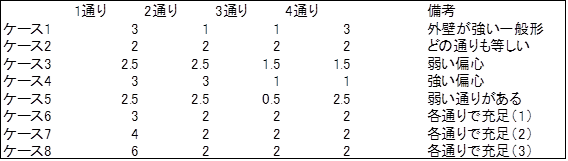 1通り 2通り 3通り 4通り 備考
ケース1 3 1 1 3 外壁が強い一般形
ケース2 2 2 2 2 どの通りも等しい
ケース3 2.5 2.5 1.5 1.5 弱い偏心
ケース4 3 3 1 1 強い偏心
ケース5 2.5 2.5 0.5 2.5 弱い通りがある
ケース6 3 2 2 2 各通りで充足(1)
ケース7 4 2 2 2 各通りで充足(2)
ケース8 6 2 2 2 各通りで充足(3)